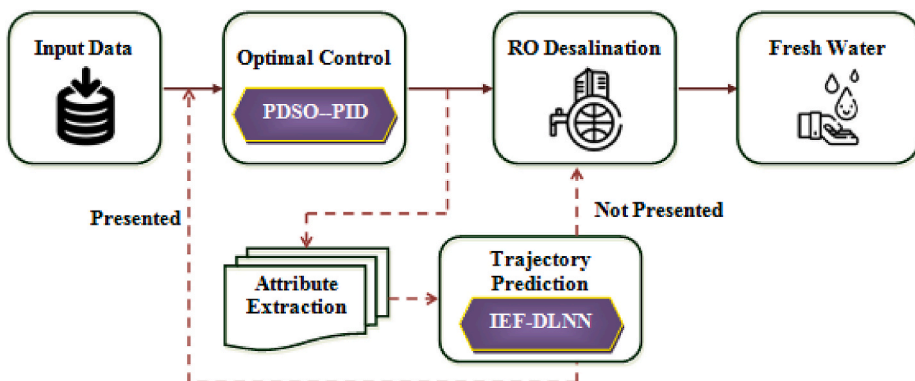 Input Data
Optimal Control
PDSO--PID
RO Desalination
Fresh Water
Presented
Not Presented
Attribute
Extraction
Trajectory
Prediction
IEF-DLNN